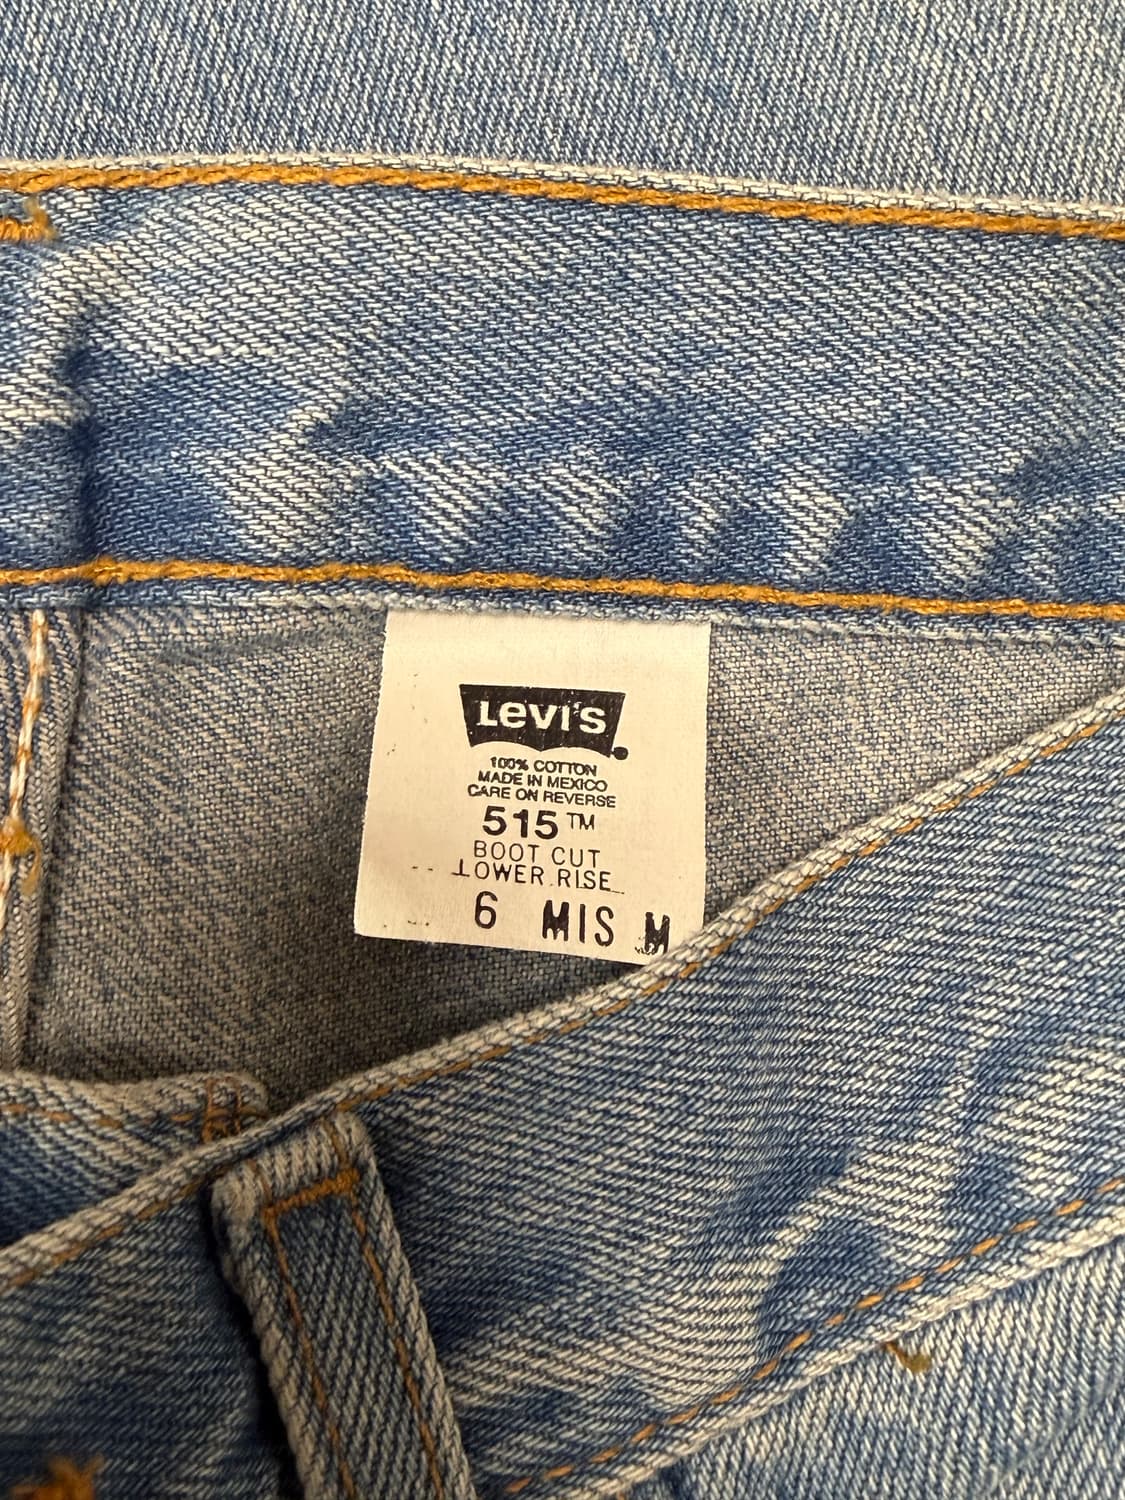 LEVI'S
100% COTTON
MADE IN MEXICO
CARE ON REVERSE
515™
BOOT CUT
LOWER RISE
6 MIS M